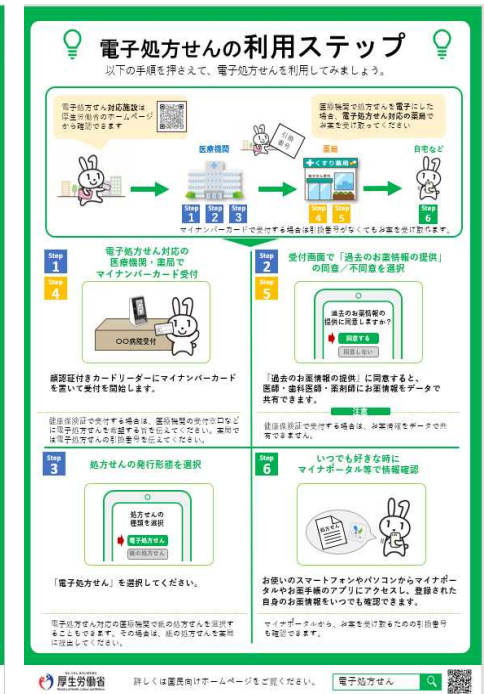 電子処方せんの利用ステップ
以下の手順を押さえて、電子処方せんを利用してみましょう。
電子処方せん対応施設は
厚生労働省のホームページ
から確認できます
医療機関で処方せんを電子にした
場合、電子処方せん対応の薬局で
お薬を受け取ってください
引換
番号
医療機関
薬局
自宅など
くすり薬局
Step
1
Step
2
Step
3
Step
4
Step
5
Step
6
マイナンバーカードで受付する場合は引換番号がなくてもお薬を受け取れます。
Step
1
Step
4
電子処方せん対応の
医療機関・薬局で
マイナンバーカード受付
〇〇病院受付
顔認証付きカードリーダーにマイナンバーカード
を置いて受付を開始します。
健康保険証で受付する場合は、医療機関の受付窓口など
に電子処方せんを希望する旨を伝えてください。薬局で
は電子処方せんの引換番号を伝えてください。
Step
2
Step
5
受付画面で「過去のお薬情報の提供」
の同意／不同意を選択
過去のお薬情報の
提供に同意しますか？
同意する
同意しない
「過去のお薬情報の提供」に同意すると、
医師・歯科医師・薬剤師にお薬情報をデータで
共有できます。
注意
健康保険証で受付する場合は、お薬情報をデータで共
有できません。
Step
3
処方せんの発行形態を選択
処方せんの
種類を選択
電子処方せん
紙の処方せん
「電子処方せん」を選択してください。
電子処方せん対応の医療機関で紙の処方せんを選択す
ることもできます。その場合は、紙の処方せんを薬局
に提出してください。
Step
6
いつでも好きな時に
マイナポータル等で情報確認
処方せん
お使いのスマートフォンやパソコンからマイナポー
タルやお薬手帳のアプリにアクセスし、登録された
自身のお薬情報をいつでも確認できます。
マイナポータルから、お薬を受け取るための引換番号
も確認できます。
厚生労働省
詳しくは国民向けホームページをご覧ください。
電子処方せん